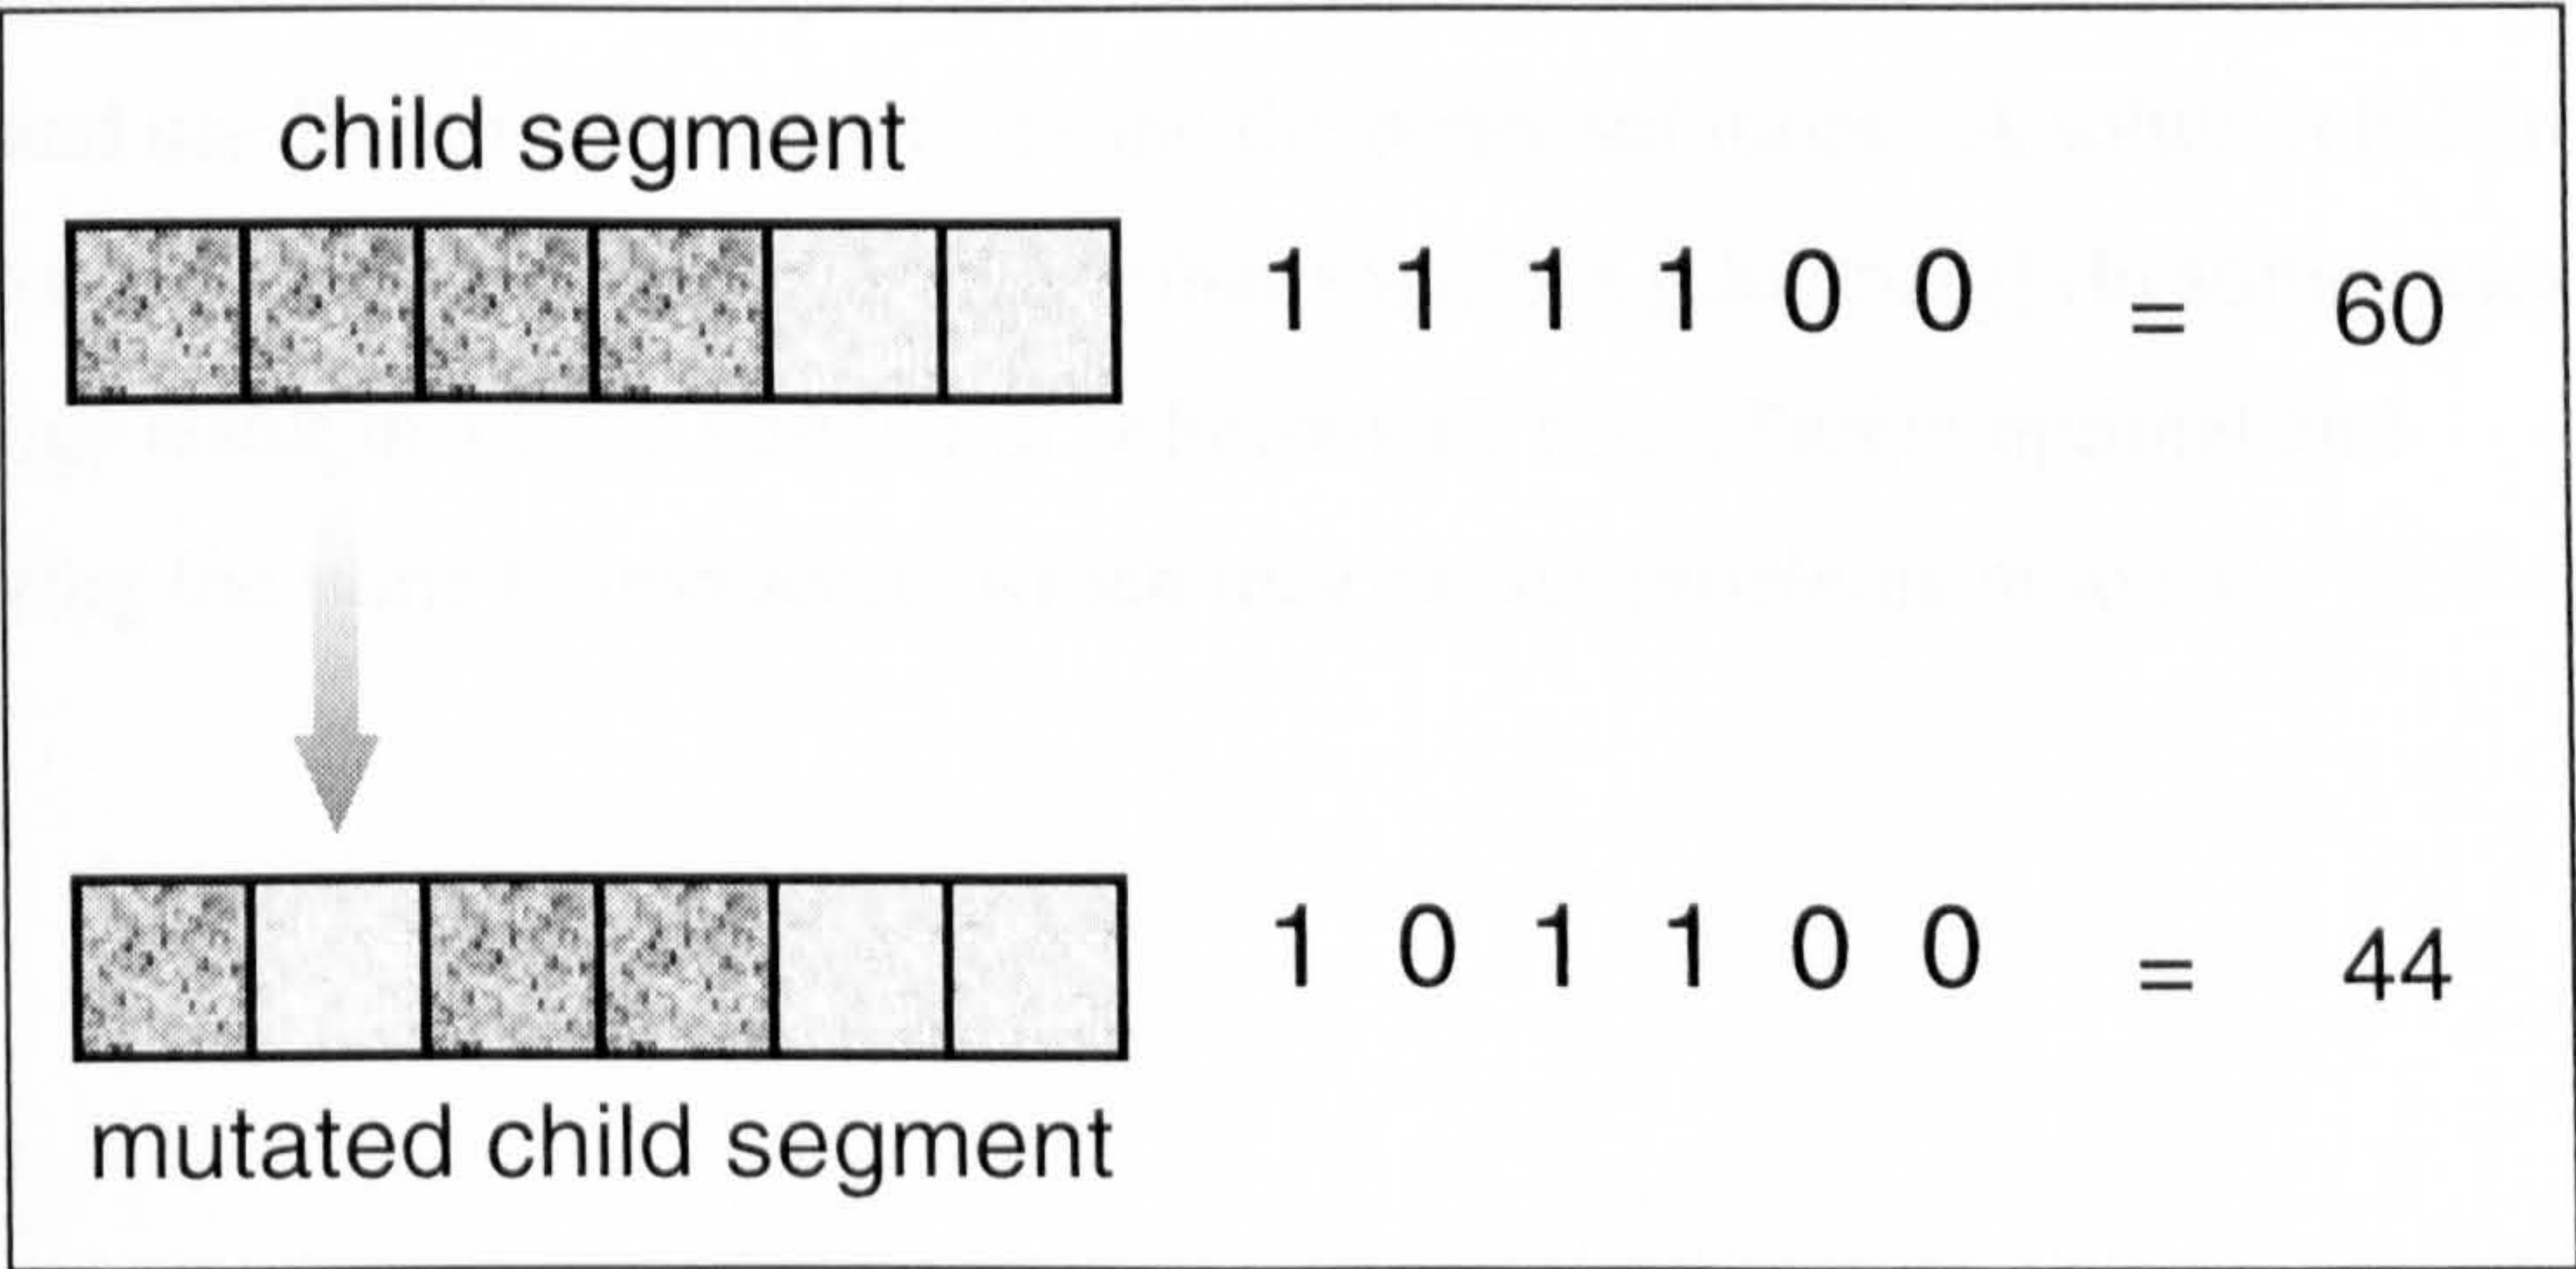 child segment
1 1 1 1 0 0 = 60
1 0 1 1 0 0 = 44
mutated child segment